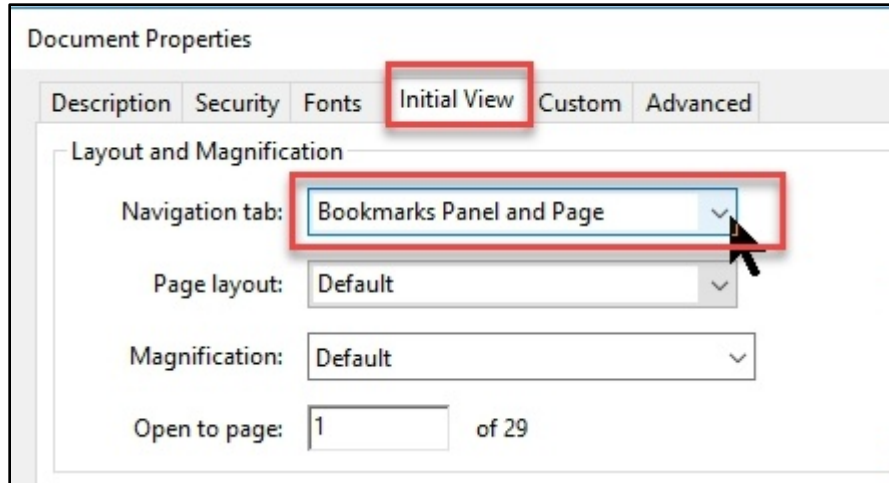 Document Properties
Description Security Fonts Initial View Custom Advanced
Layout and Magnification
Navigation tab: Bookmarks Panel and Page
Page layout: Default
Magnification: Default
Open to page: 1 of 29